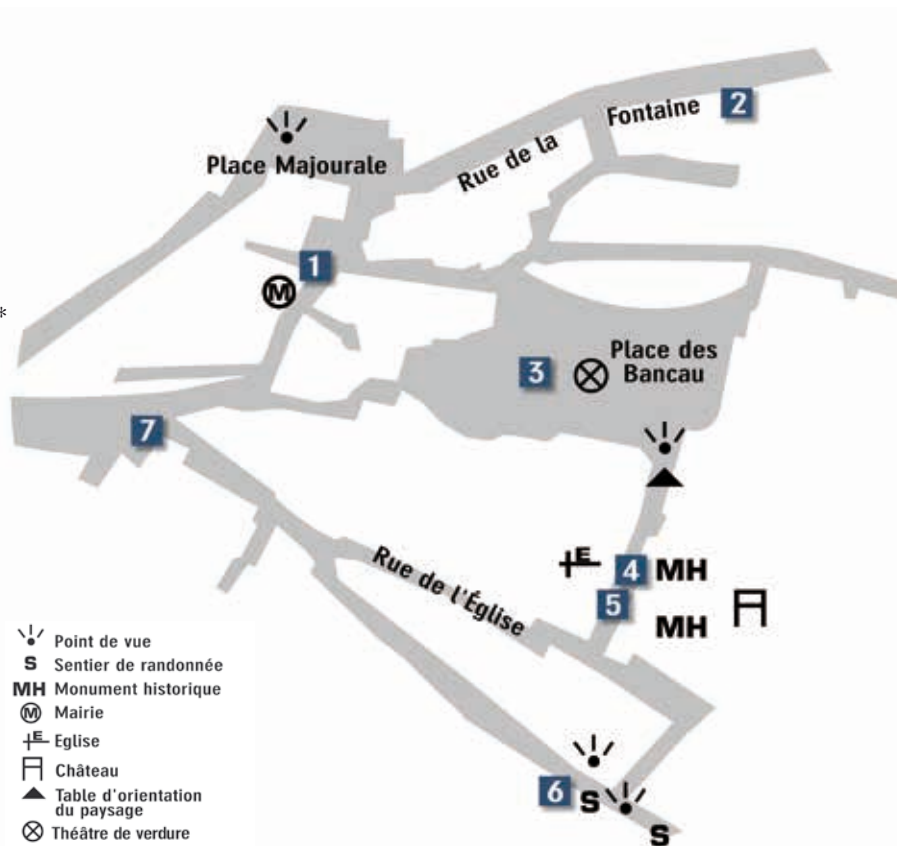 2
Fontaine
Rue de la
Place Majourale
1
M
*
3
Place des
Bancau
7
E
4 MH
5
MH
Rue de l'Église
6
S
S
Point de vue
S Sentier de randonnée
MH Monument historique
M Mairie
E Eglise
Château
Table d'orientation
du paysage
Théâtre de verdure